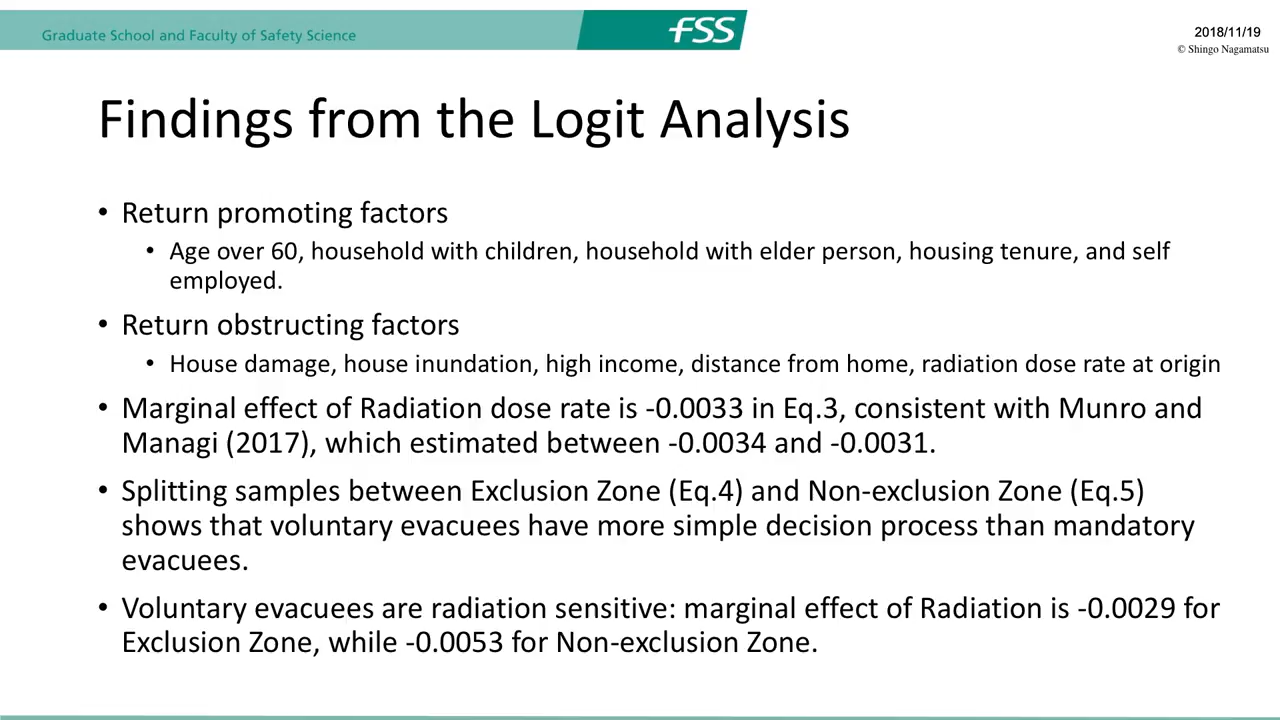 Graduate School and Faculty of Safety Science
FSS
2018/11/19
© Shingo Nagamatsu
Findings from the Logit Analysis
• Return promoting factors
• Age over 60, household with children, household with elder person, housing tenure, and self
employed.
• Return obstructing factors
• House damage, house inundation, high income, distance from home, radiation dose rate at origin
• Marginal effect of Radiation dose rate is -0.0033 in Eq.3, consistent with Munro and
Managi (2017), which estimated between -0.0034 and -0.0031.
• Splitting samples between Exclusion Zone (Eq.4) and Non-exclusion Zone (Eq.5)
shows that voluntary evacuees have more simple decision process than mandatory
evacuees.
• Voluntary evacuees are radiation sensitive: marginal effect of Radiation is -0.0029 for
Exclusion Zone, while -0.0053 for Non-exclusion Zone.